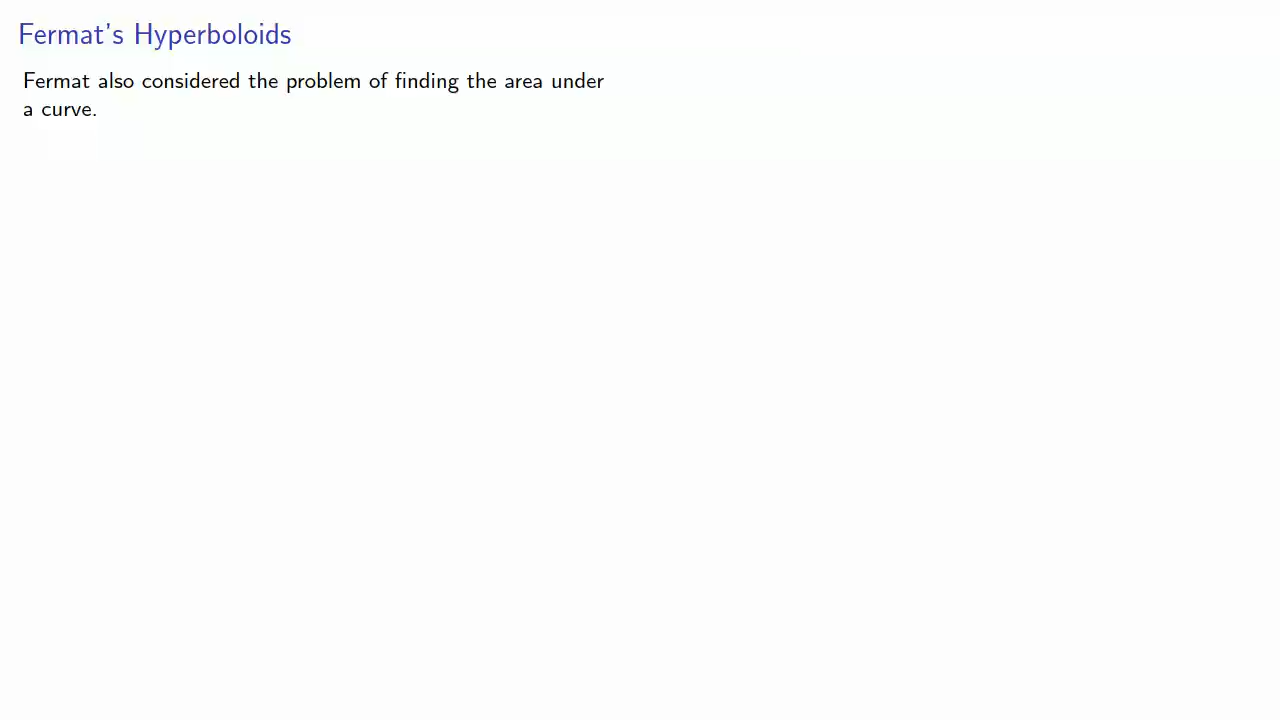 Fermat's Hyperboloids
Fermat also considered the problem of finding the area under
a curve.